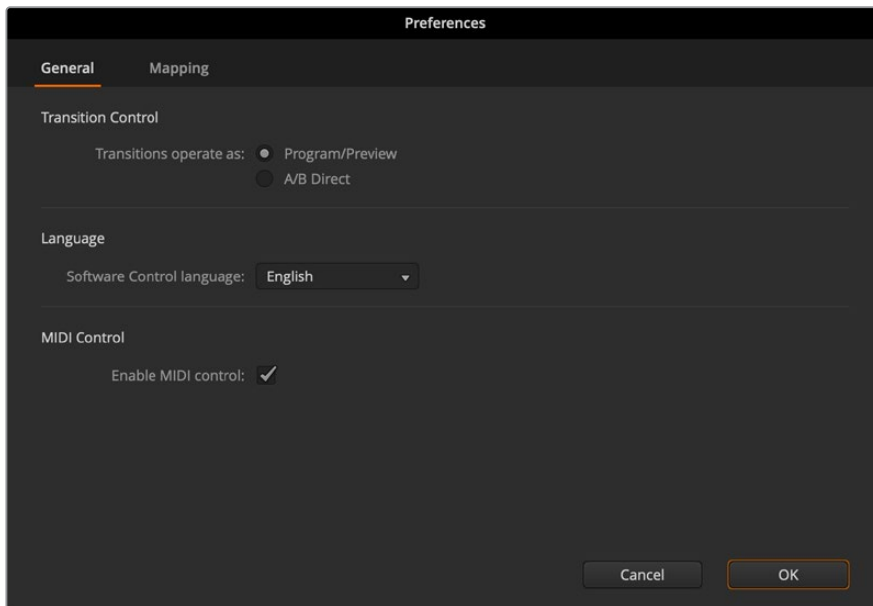 Preferences
General Mapping
Transition Control
Transitions operate as: Program/Preview
A/B Direct
Language
Software Control language: English
MIDI Control
Enable MIDI control:
Cancel OK